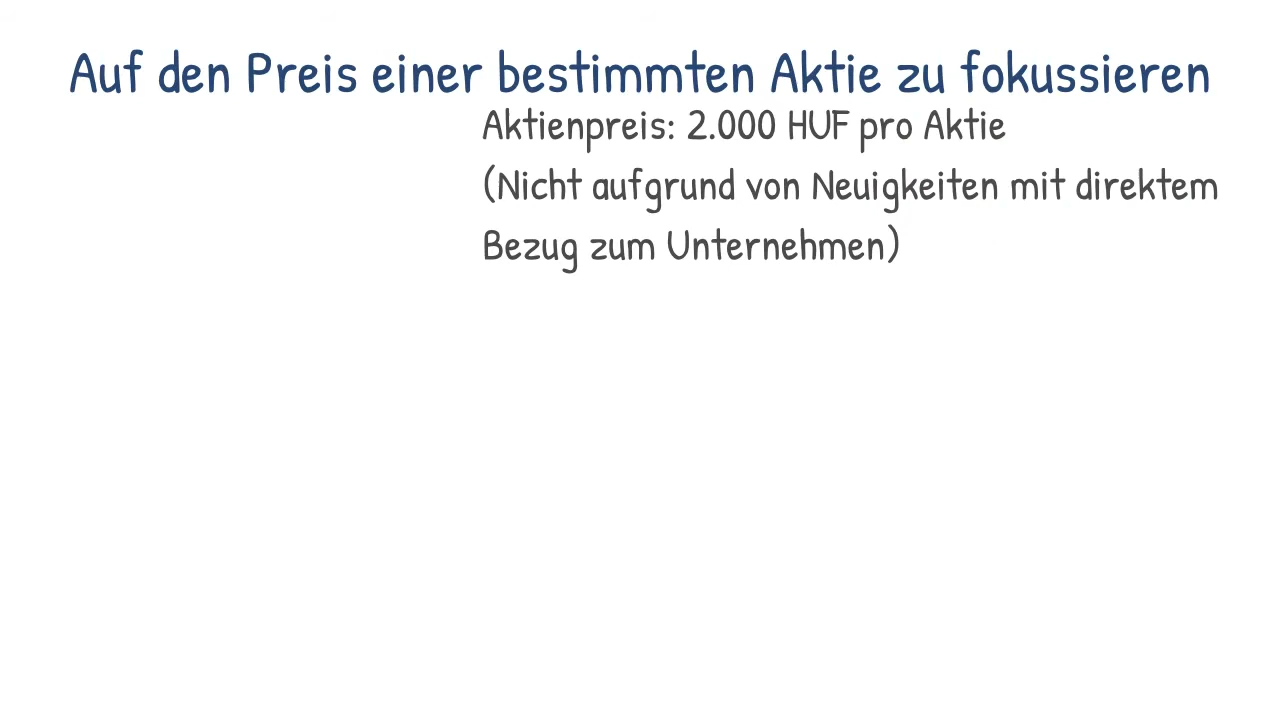 Auf den Preis einer bestimmten Aktie zu fokussieren
Aktienpreis: 2.000 HUF pro Aktie
(Nicht aufgrund von Neuigkeiten mit direktem
Bezug zum Unternehmen)